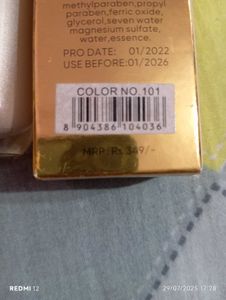 methylparaben,propyl
paraben,ferric oxide,
glycerol,seven water
magnesium sulfate,
water,essence.
PRO DATE: 01/2022
USE BEFORE:01/2026
COLOR NO.101
8 904386 104036
MRP: Rs.349/-
REDMI 12
29/07/2025 17:28